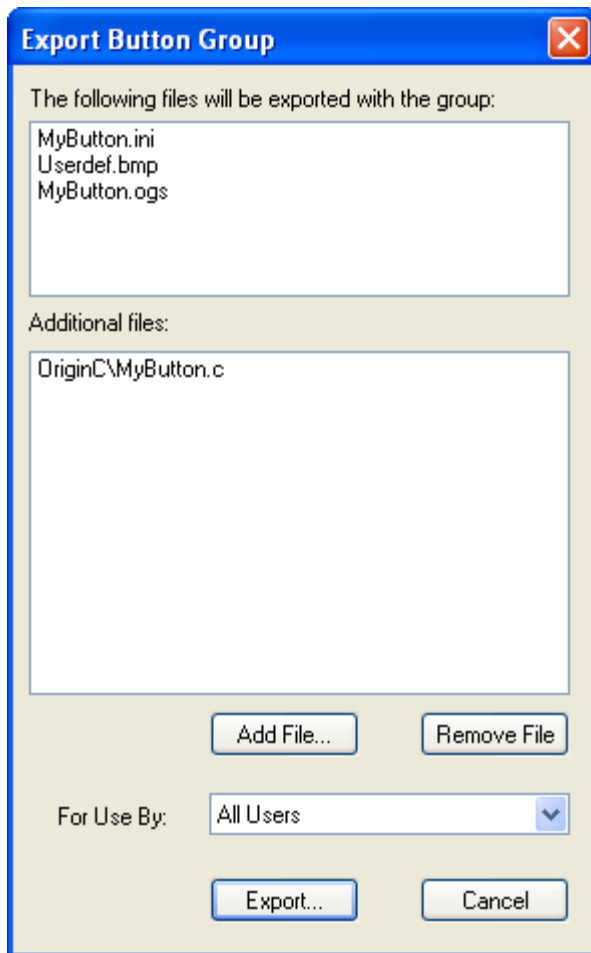 Export Button Group
The following files will be exported with the group:
MyButton.ini
Userdef.bmp
MyButton.ogs
Additional files:
OriginC\MyButton.c
Add File...
Remove File
For Use By:
All Users
Export...
Cancel